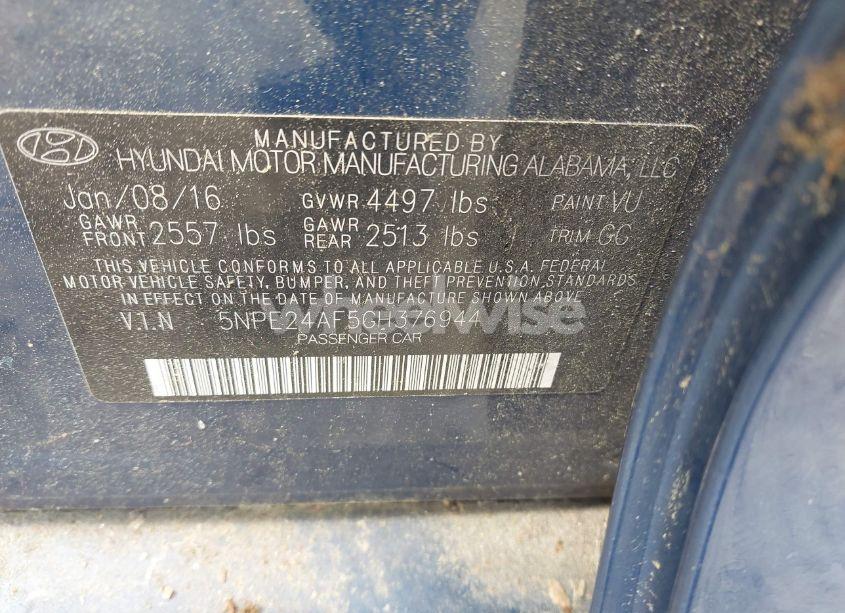 MANUFACTURED BY
HYUNDAI MOTOR MANUFACTURING ALABAMA, LLC
Jan/08/16 GVWR 4497 lbs PAINT VU
GAWR FRONT 2557 lbs GAWR REAR 2513 lbs TRIM GC
THIS VEHICLE CONFORMS TO ALL APPLICABLE U.S.A. FEDERAL
MOTOR VEHICLE SAFETY, BUMPER, AND THEFT PREVENTION STANDARDS
IN EFFECT ON THE DATE OF MANUFACTURE SHOWN ABOVE.
V.I.N
PASSENGER CAR